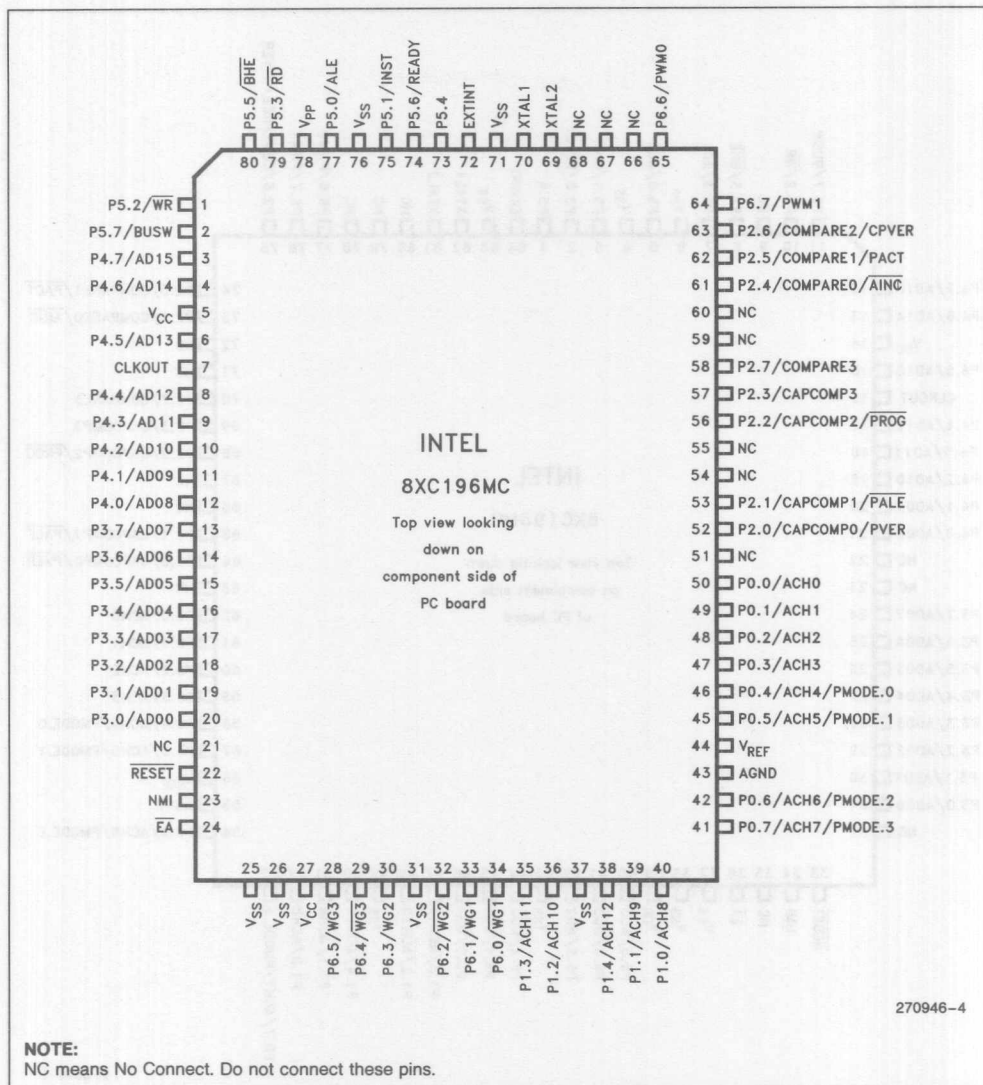 P5.5/BHE
P5.3/RD
VPP
P5.0/ALE
VSS
P5.1/INST
P5.6/READY
P5.4
EXTINT
VSS
XTAL1
XTAL2
NC
NC
NC
P6.6/PWM0
80 79 78 77 76 75 74 73 72 71 70 69 68 67 66 65
P5.2/WR 1
P5.7/BUSW 2
P4.7/AD15 3
P4.6/AD14 4
VCC 5
P4.5/AD13 6
CLKOUT 7
P4.4/AD12 8
P4.3/AD11 9
P4.2/AD10 10
P4.1/AD09 11
P4.0/AD08 12
P3.7/AD07 13
P3.6/AD06 14
P3.5/AD05 15
P3.4/AD04 16
P3.3/AD03 17
P3.2/AD02 18
P3.1/AD01 19
P3.0/AD00 20
NC 21
RESET 22
NMI 23
EA 24
INTEL
8XC196MC
Top view looking
down on
component side of
PC board
64 P6.7/PWM1
63 P2.6/COMPARE2/CPVER
62 P2.5/COMPARE1/PACT
61 P2.4/COMPARE0/AINC
60 NC
59 NC
58 P2.7/COMPARE3
57 P2.3/CAPCOMP3
56 P2.2/CAPCOMP2/PROG
55 NC
54 NC
53 P2.1/CAPCOMP1/PALE
52 P2.0/CAPCOMP0/PVER
51 NC
50 P0.0/ACH0
49 P0.1/ACH1
48 P0.2/ACH2
47 P0.3/ACH3
46 P0.4/ACH4/PMODE.0
45 P0.5/ACH5/PMODE.1
44 VREF
43 AGND
42 P0.6/ACH6/PMODE.2
41 P0.7/ACH7/PMODE.3
25 26 27 28 29 30 31 32 33 34 35 36 37 38 39 40
VSS
VSS
VCC
P6.5/WG3
P6.4/WG3
P6.3/WG2
VSS
P6.2/WG2
P6.1/WG1
P6.0/WG1
P1.3/ACH11
P1.2/ACH10
VSS
P1.4/ACH12
P1.1/ACH9
P1.0/ACH8
270946-4
NOTE:
NC means No Connect. Do not connect these pins.